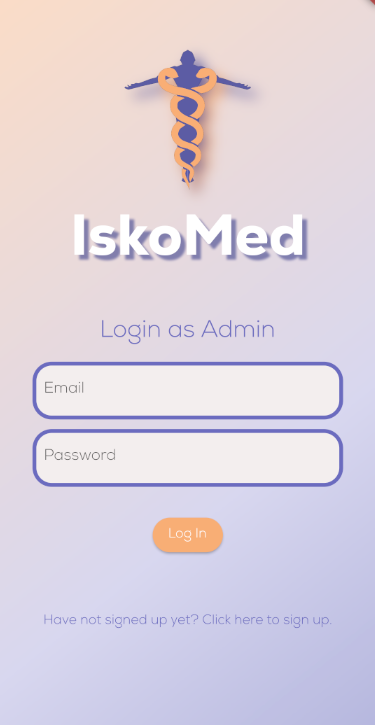 IskoMed
Login as Admin
Email
Password
Log In
Have not signed up yet? Click here to sign up.